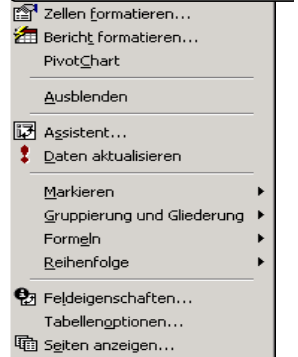 Zellen formatieren...
Bericht formatieren...
PivotChart
Ausblenden
Assistent...
Daten aktualisieren
Markieren
Gruppierung und Gliederung
Formeln
Reihenfolge
Feldeigenschaften...
Tabellenoptionen...
Seiten anzeigen...